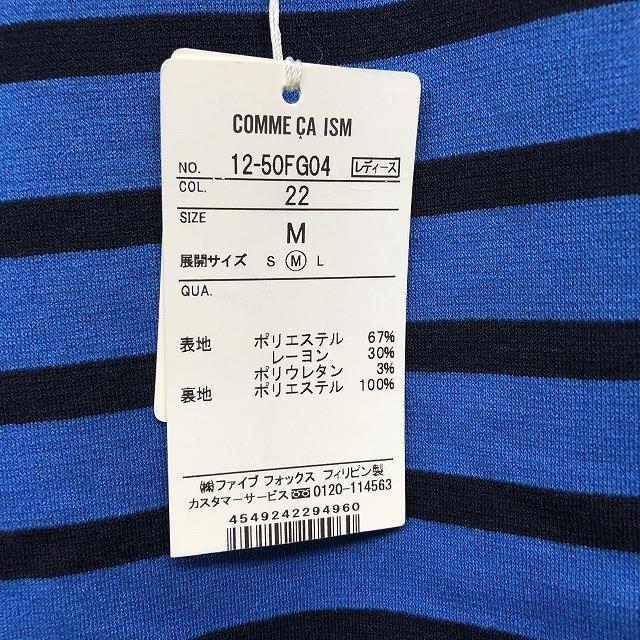 COMME ÇA ISM
NO. 12-50FG04 レディース
COL. 22
SIZE M
展開サイズ S M L
QUA.
表地 ポリエステル 67%
レーヨン 30%
ポリウレタン 3%
裏地 ポリエステル 100%
㈱ファイブ フォックス フィリピン製
カスタマーサービス 0120-114563
4549242294960